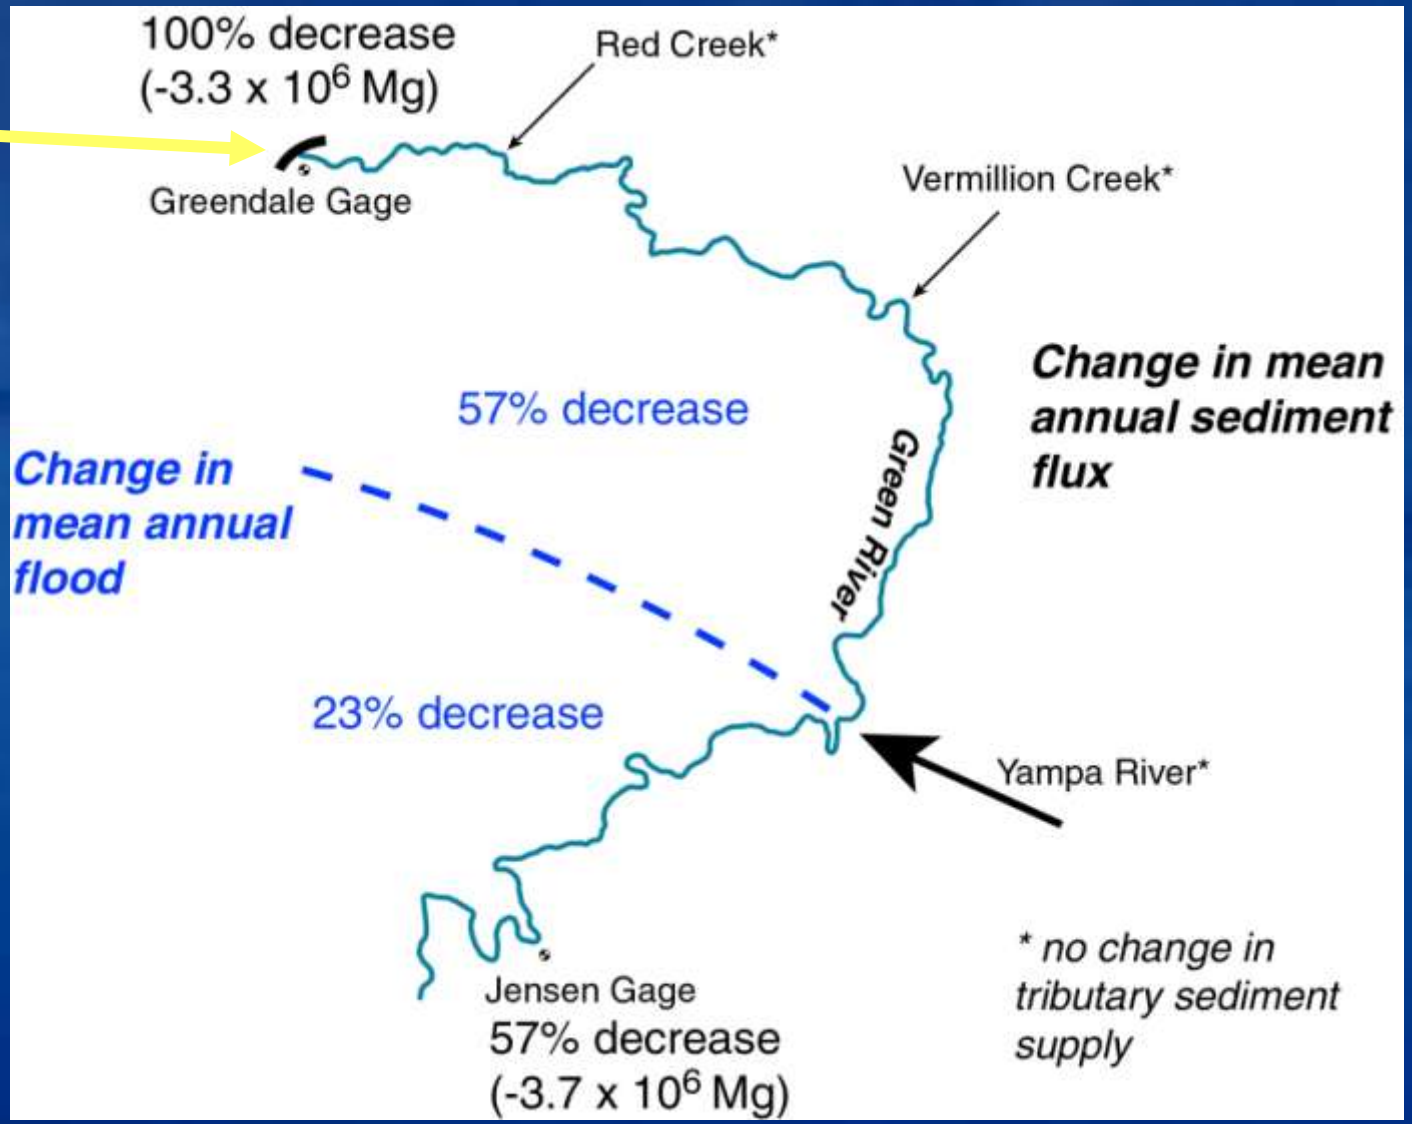 100% decrease
(-3.3 x 10⁶ Mg)
Red Creek*
Vermillion Creek*
Greendale Gage
Change in mean
annual sediment
flux
57% decrease
Green River
Change in
mean annual
flood
23% decrease
Yampa River*
* no change in
tributary sediment
supply
Jensen Gage
57% decrease
(-3.7 x 10⁶ Mg)